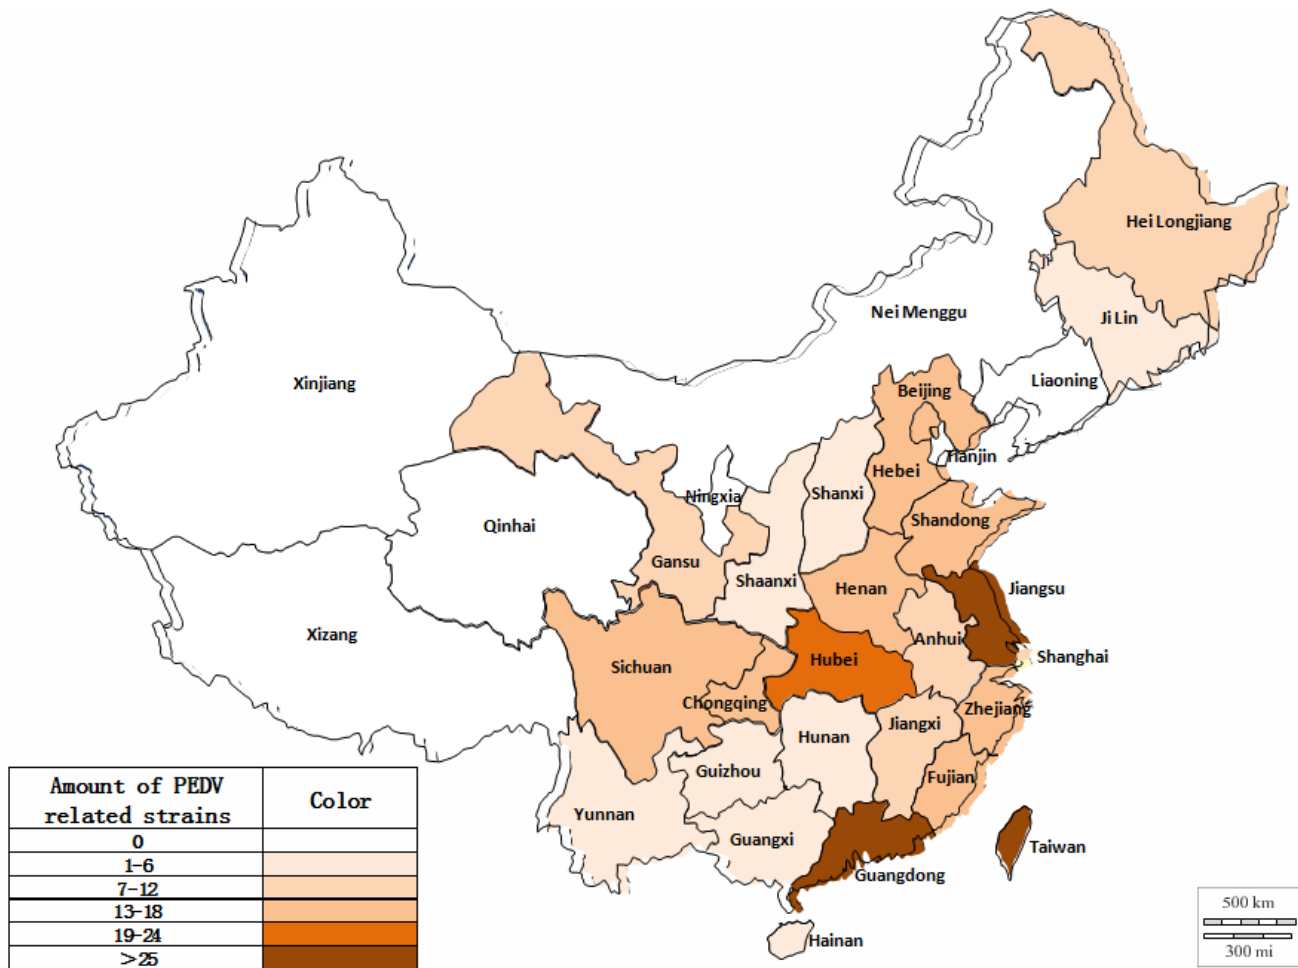 Hei Longjiang
Ji
Ji Lin
Nei Menggu
Liaoning
Xinjiang
Beijing
Tianjin
Hebei
Ningxia
Shanxi
Qinhai
Shandong
Gansu
Shaanxi
Henan
Jiangsu
Xizang
Anhui
Shanghai
Sichuan
Hubei
Chongqing
Zhejiang
Jiangxi
Hunan
Guizhou
Fujian
Yunnan
Guangxi
Taiwan
Guangdong
Hainan
Amount of PEDV related strains
Color
0
1-6
7-12
13-18
19-24
>25
500 km
300 mi